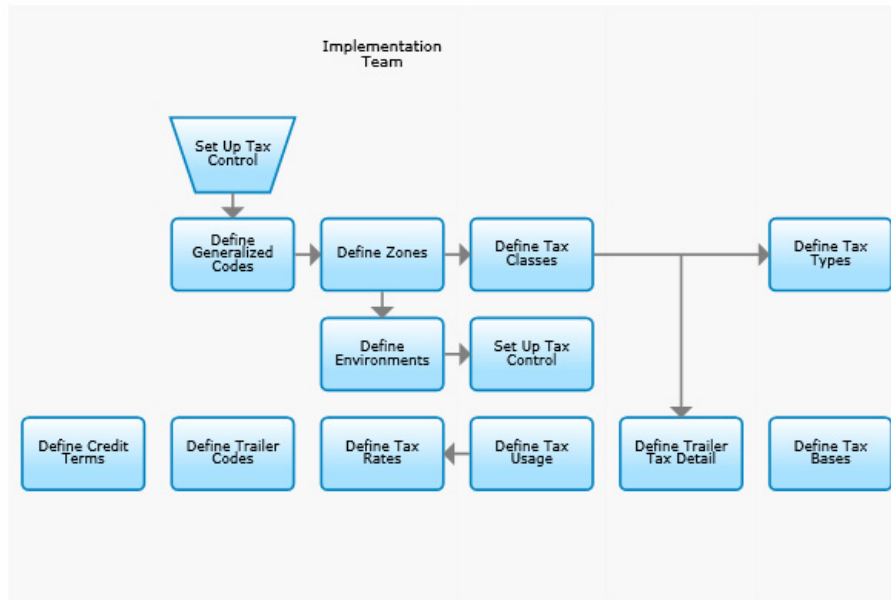 Implementation
Team
Set Up Tax
Control
Define
Generalized
Codes
Define Zones
Define Tax
Classes
Define Tax
Types
Define
Environments
Set Up Tax
Control
Define Credit
Terms
Define Trailer
Codes
Define Tax
Rates
Define Tax
Usage
Define Trailer
Tax Detail
Define Tax
Bases